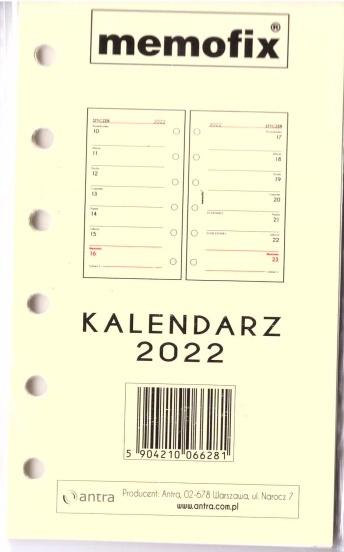 memofix®
STYCZEŃ 2022
10
11
12
13
14
15
16
2022 STYCZEŃ
17
18
19
20
21
22
23
KALENDARZ
2022
5 904210 066281
antra
Producent: Antra, 02-678 Warszawa, ul. Narocz 7
www.antra.com.pl